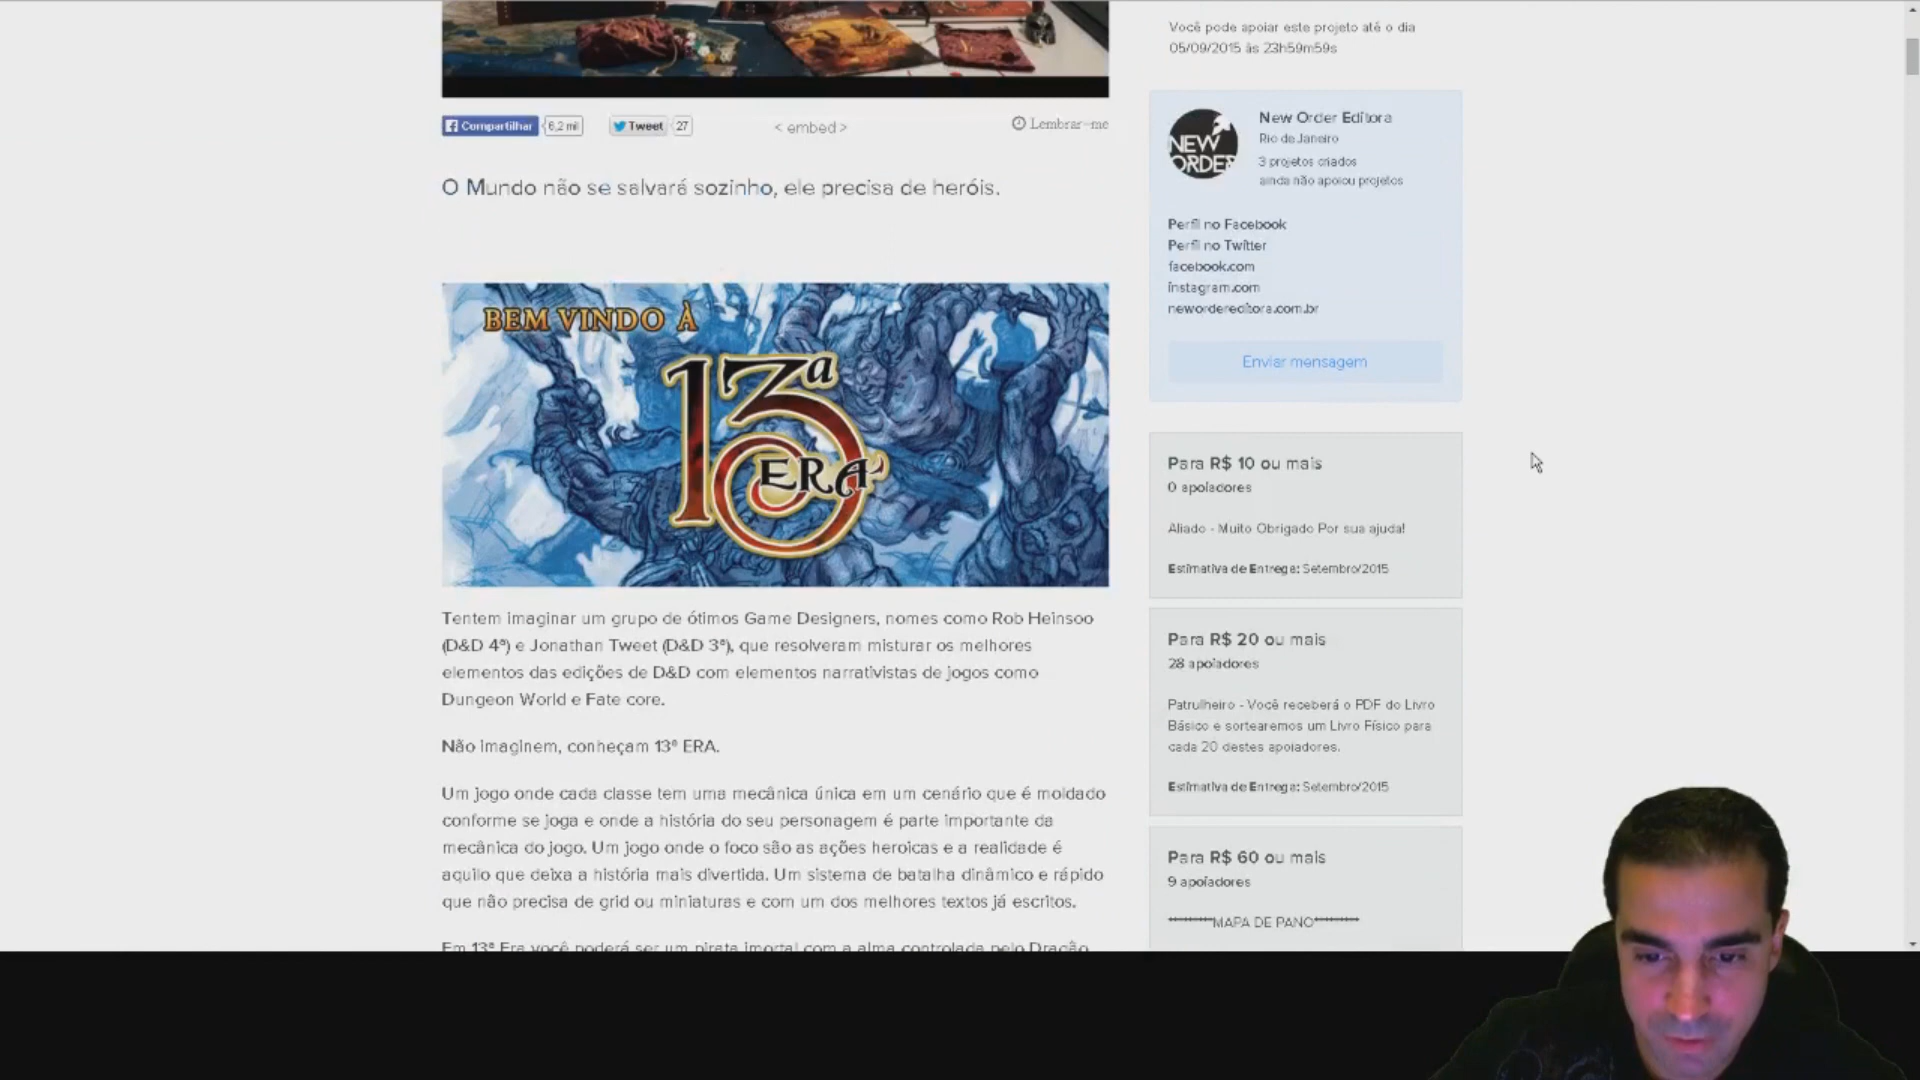 Você pode apoiar este projeto até o dia
05/09/2015 às 23h59m59s
Compartilhar
6,2 mil
Tweet
27
< embed >
Lembrar-me
O Mundo não se salvará sozinho, ele precisa de heróis.
BEM VINDO À
13ª
ERA
Tentem imaginar um grupo de ótimos Game Designers, nomes como Rob Heinsoo
(D&D 4ª) e Jonathan Tweet (D&D 3ª), que resolveram misturar os melhores
elementos das edições de D&D com elementos narrativistas de jogos como
Dungeon World e Fate core.
Não imaginem, conheçam 13ª ERA.
Um jogo onde cada classe tem uma mecânica única em um cenário que é moldado
conforme se joga e onde a história do seu personagem é parte importante da
mecânica do jogo. Um jogo onde o foco são as ações heroicas e a realidade é
aquilo que deixa a história mais divertida. Um sistema de batalha dinâmico e rápido
que não precisa de grid ou miniaturas e com um dos melhores textos já escritos.
Em 13ª Era você poderá ser um pirata imortal com a alma controlada pelo Dragão
NEW
ORDER
New Order Editora
Rio de Janeiro
3 projetos criados
ainda não apoiou projetos
Perfil no Facebook
Perfil no Twitter
facebook.com
instagram.com
newordereditora.com.br
Enviar mensagem
Para R$ 10 ou mais
0 apoiadores
Aliado - Muito Obrigado Por sua ajuda!
Estimativa de Entrega: Setembro/2015
Para R$ 20 ou mais
28 apoiadores
Patrulheiro - Você receberá o PDF do Livro
Básico e sortearemos um Livro Físico para
cada 20 destes apoiadores.
Estimativa de Entrega: Setembro/2015
Para R$ 60 ou mais
9 apoiadores
**********MAPA DE PANO**********